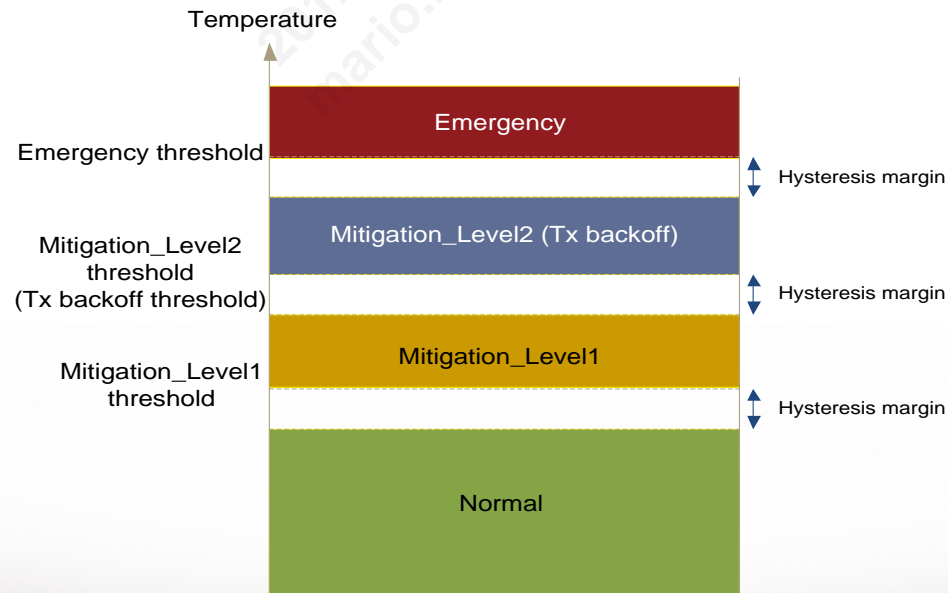 Temperature
Emergency
Emergency threshold
Hysteresis margin
Mitigation_Level2 (Tx backoff)
Mitigation_Level2
threshold
(Tx backoff threshold)
Hysteresis margin
Mitigation_Level1
Mitigation_Level1
threshold
Hysteresis margin
Normal